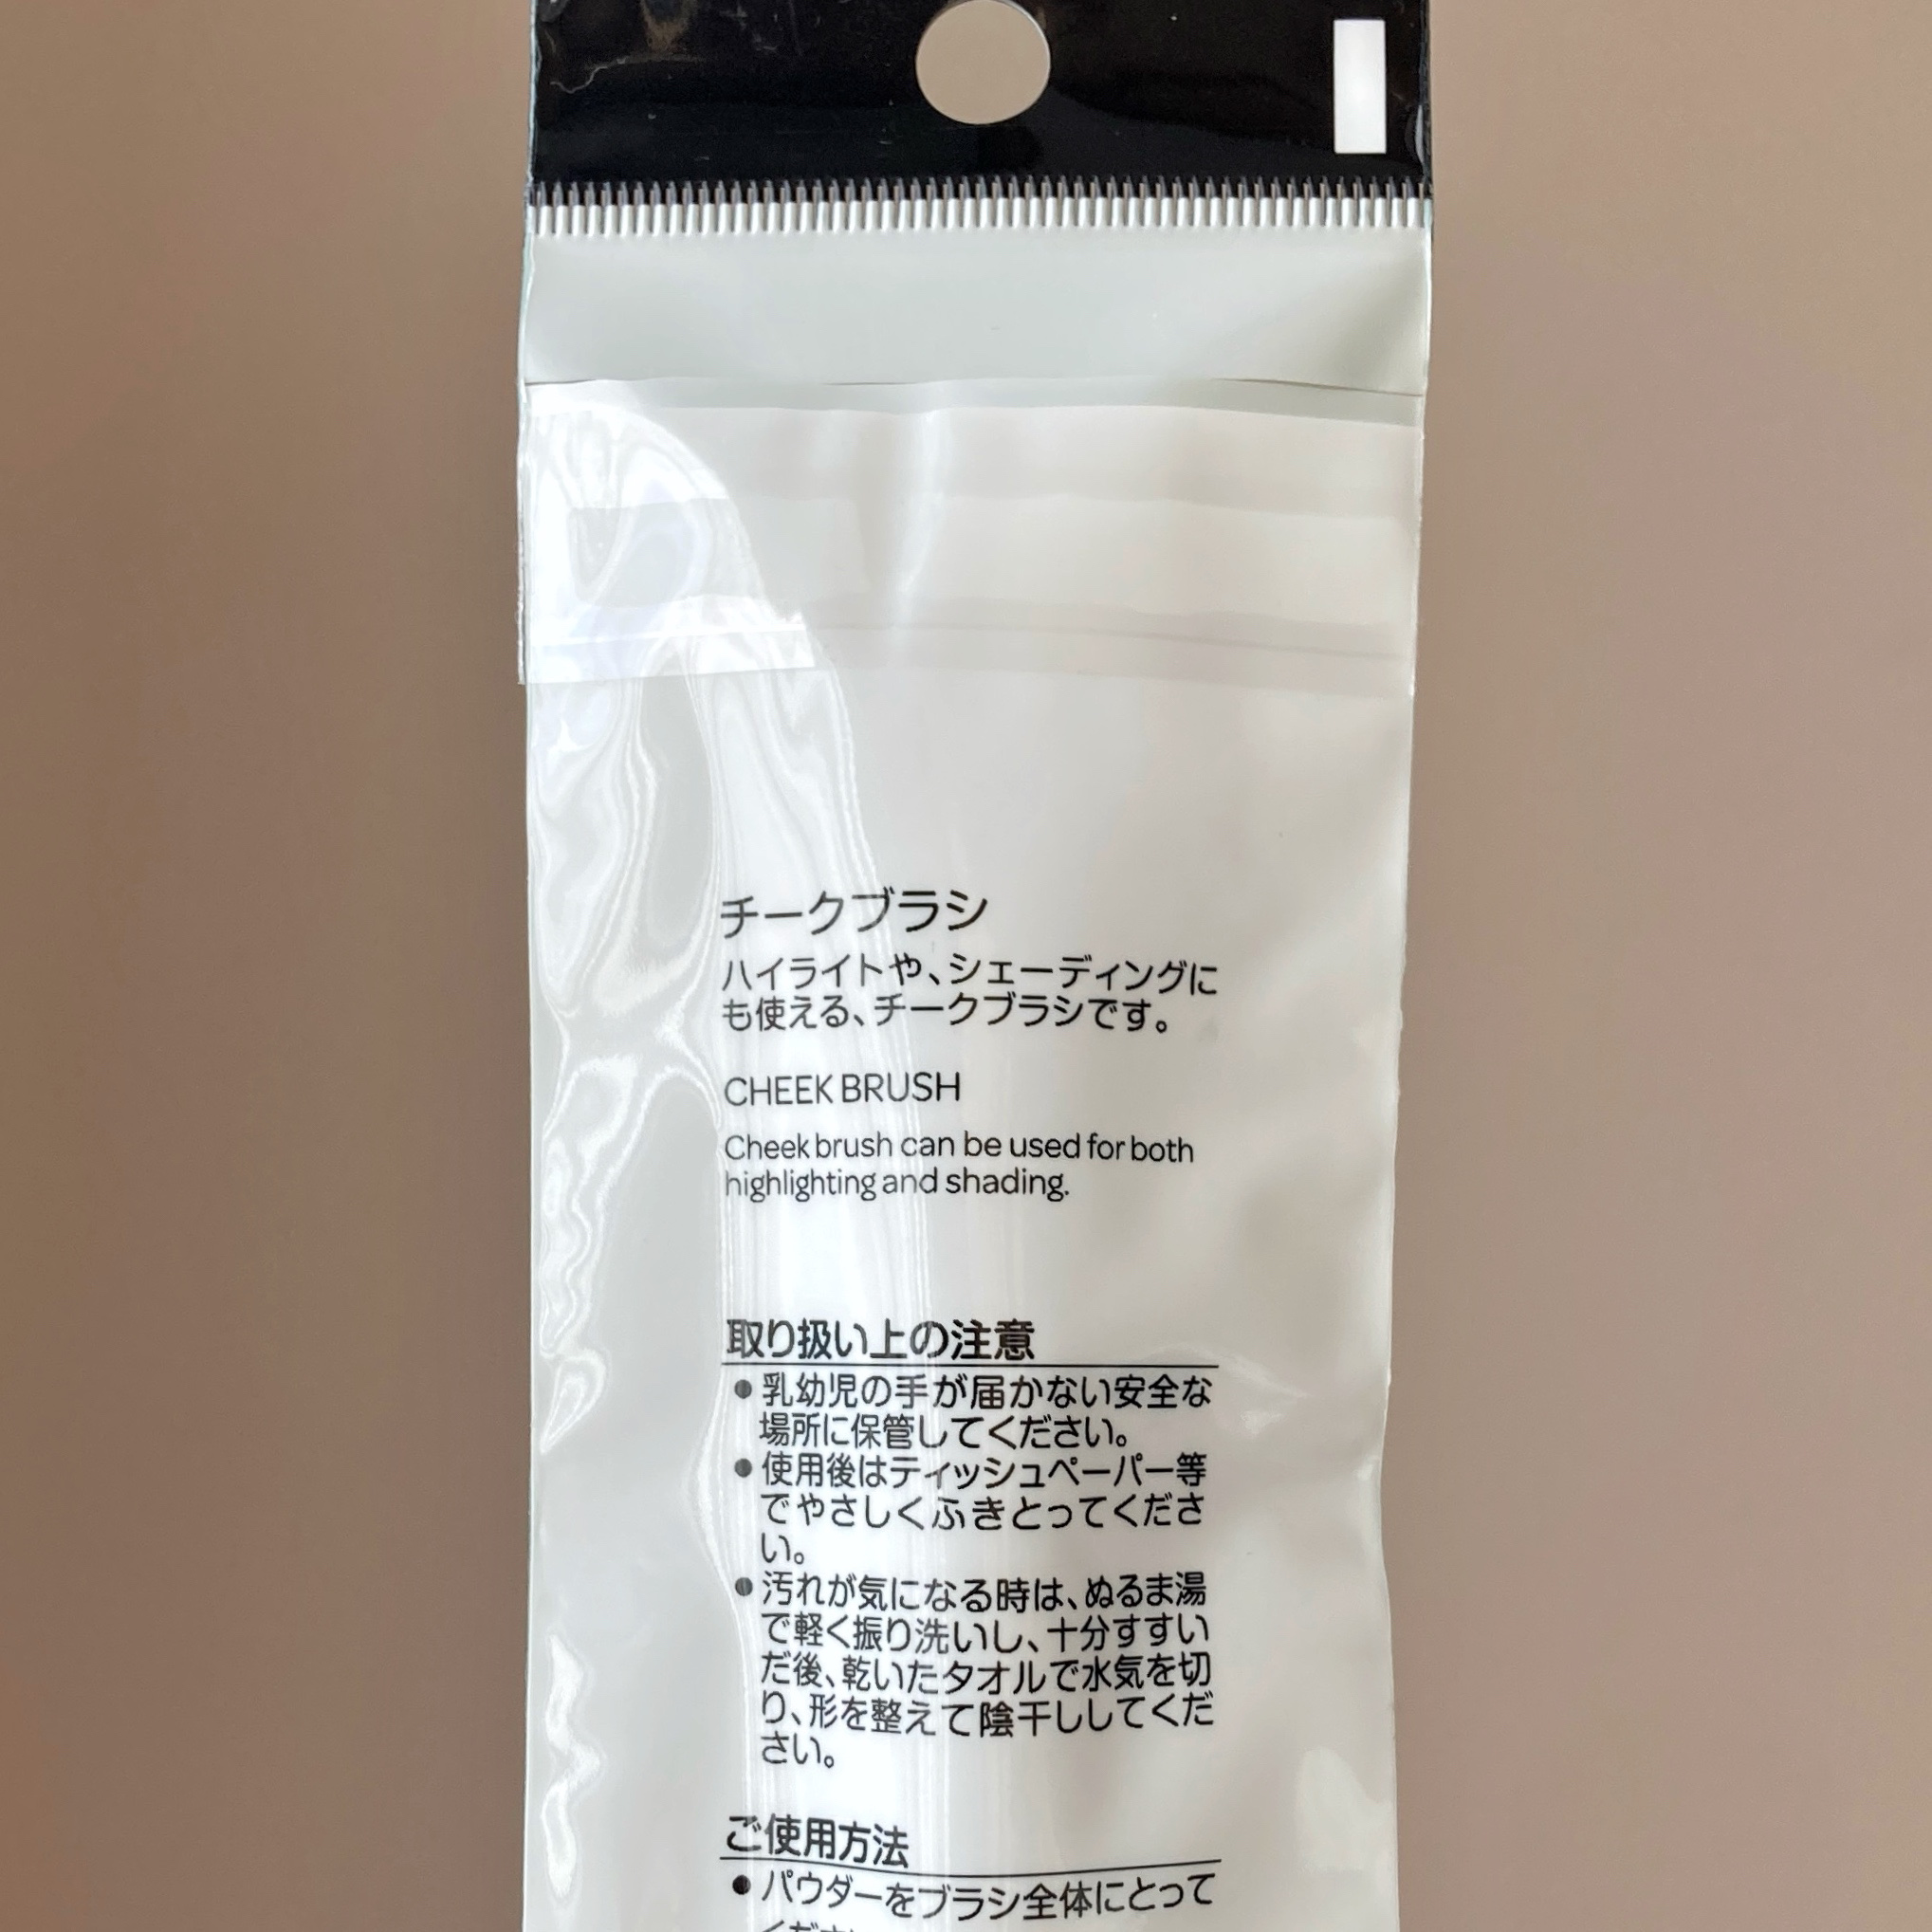 チークブラシ
ハイライトや、シェーディングに
も使える、チークブラシです。
CHEEK BRUSH
Cheek brush can be used for both
highlighting and shading.
取り扱い上の注意
●乳幼児の手が届かない安全な
場所に保管してください。
●使用後はティッシュペーパー等
でやさしくふきとってくださ
い。
●汚れが気になる時は、ぬるま湯
で軽く振り洗いし、十分すすい
だ後、乾いたタオルで水気を切
り、形を整えて陰干ししてくだ
さい。
ご使用方法
●パウダーをブラシ全体にとって